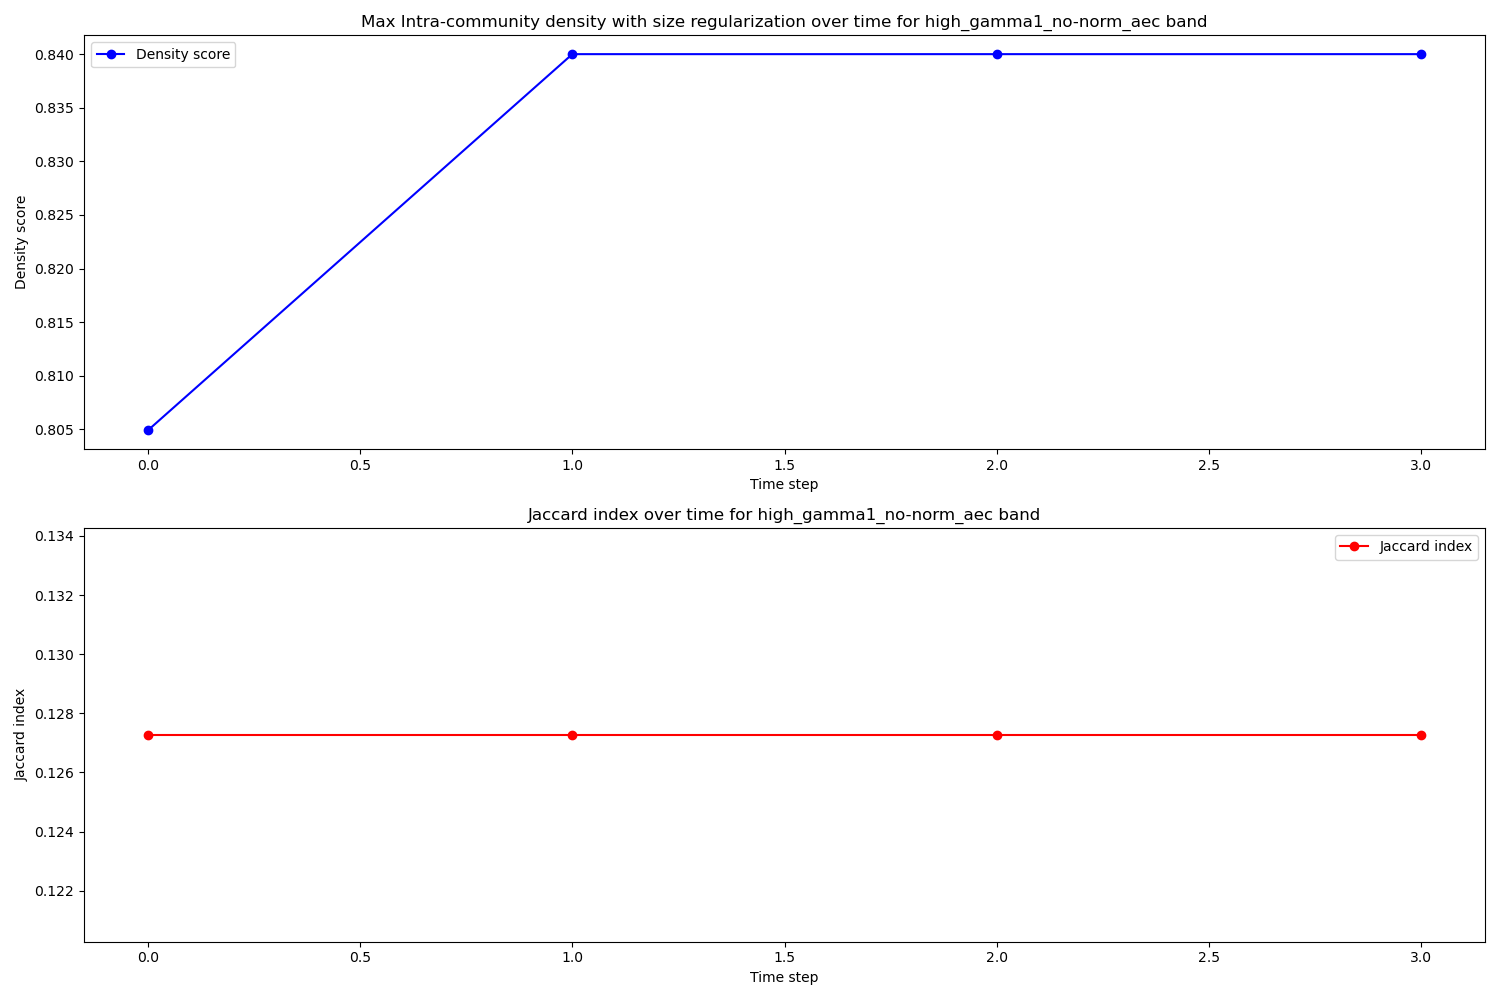 Max Intra-community density with size regularization over time for high_gamma1_no-norm_aec band
Density score
0.840
0.835
0.830
0.825
0.820
0.815
0.810
0.805
Density score
0.0 0.5 1.0 1.5 2.0 2.5 3.0
Time step
Jaccard index over time for high_gamma1_no-norm_aec band
Jaccard index
0.134
0.132
0.130
0.128
0.126
0.124
0.122
Jaccard index
0.0 0.5 1.0 1.5 2.0 2.5 3.0
Time step